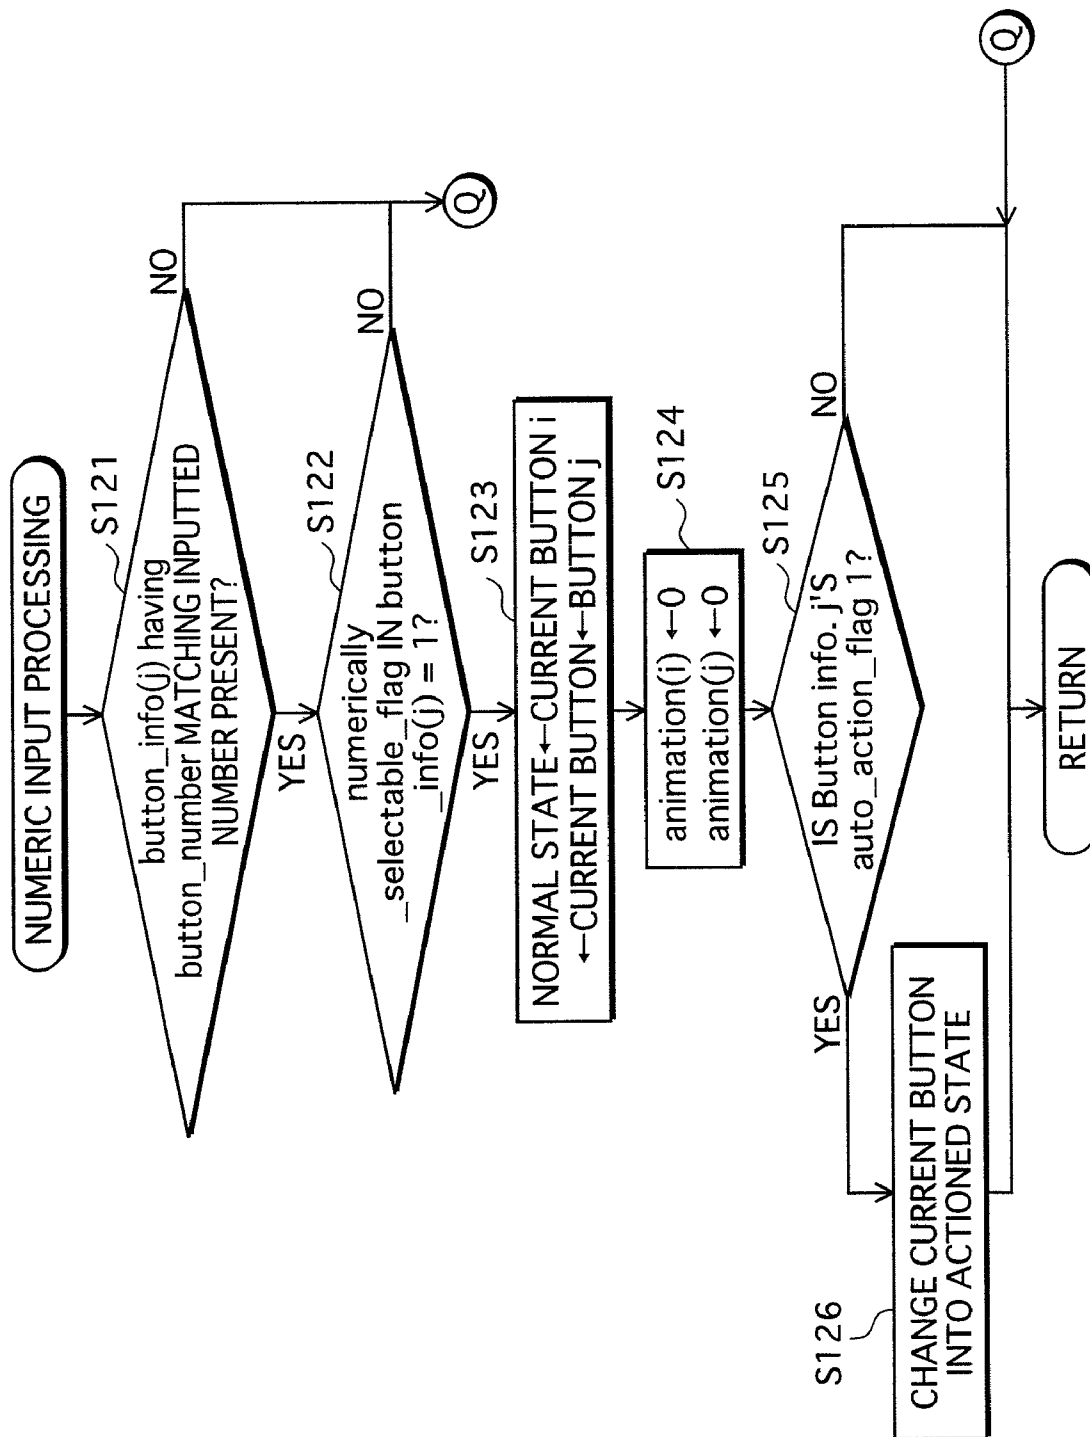 NUMERIC INPUT PROCESSING
S121
button_info(j) having
button_number MATCHING INPUTTED
NUMBER PRESENT?
NO
YES
S122
numerically
_selectable_flag IN button
_info(j) = 1?
NO
Q
YES
S123
NORMAL STATE←CURRENT BUTTON i
←CURRENT BUTTON←BUTTON j
S124
animation(i) ←0
animation(j) ←0
S125
IS Button info. j'S
auto_action_flag 1?
YES
NO
S126
CHANGE CURRENT BUTTON
INTO ACTIONED STATE
Q
RETURN